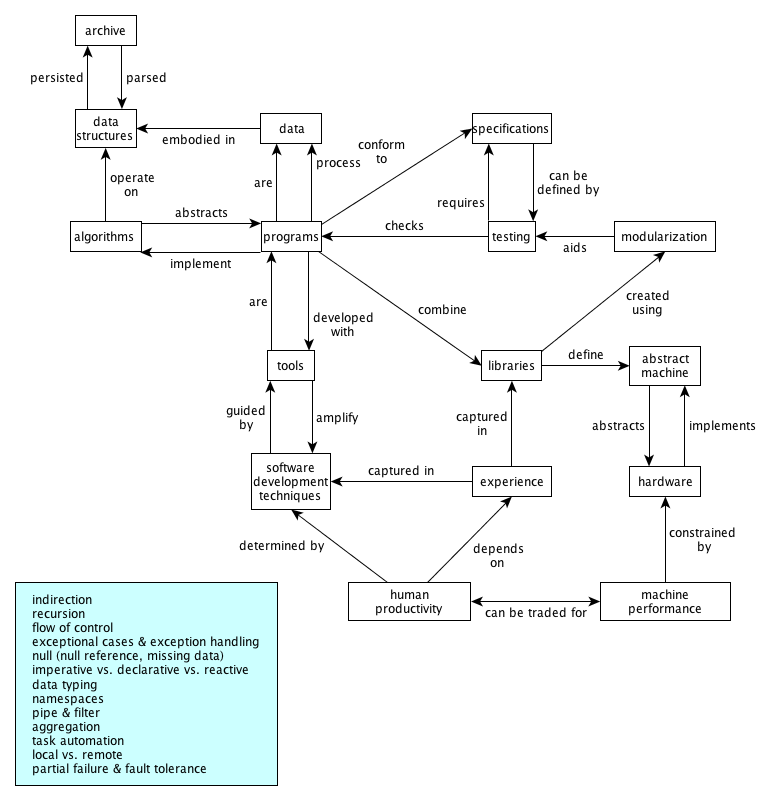 archive
persisted
parsed
data
structures
data
specifications
embodied in
conform
to
process
are
can be
defined by
operate
on
requires
abstracts
checks
algorithms
programs
testing
modularization
implement
aids
are
developed
with
combine
created
using
tools
libraries
define
abstract
machine
guided
by
amplify
captured
in
abstracts
implements
software
development
techniques
captured in
experience
hardware
determined by
depends
on
constrained
by
human
productivity
can be traded for
machine
performance
indirection
recursion
flow of control
exceptional cases & exception handling
null (null reference, missing data)
imperative vs. declarative vs. reactive
data typing
namespaces
pipe & filter
aggregation
task automation
local vs. remote
partial failure & fault tolerance